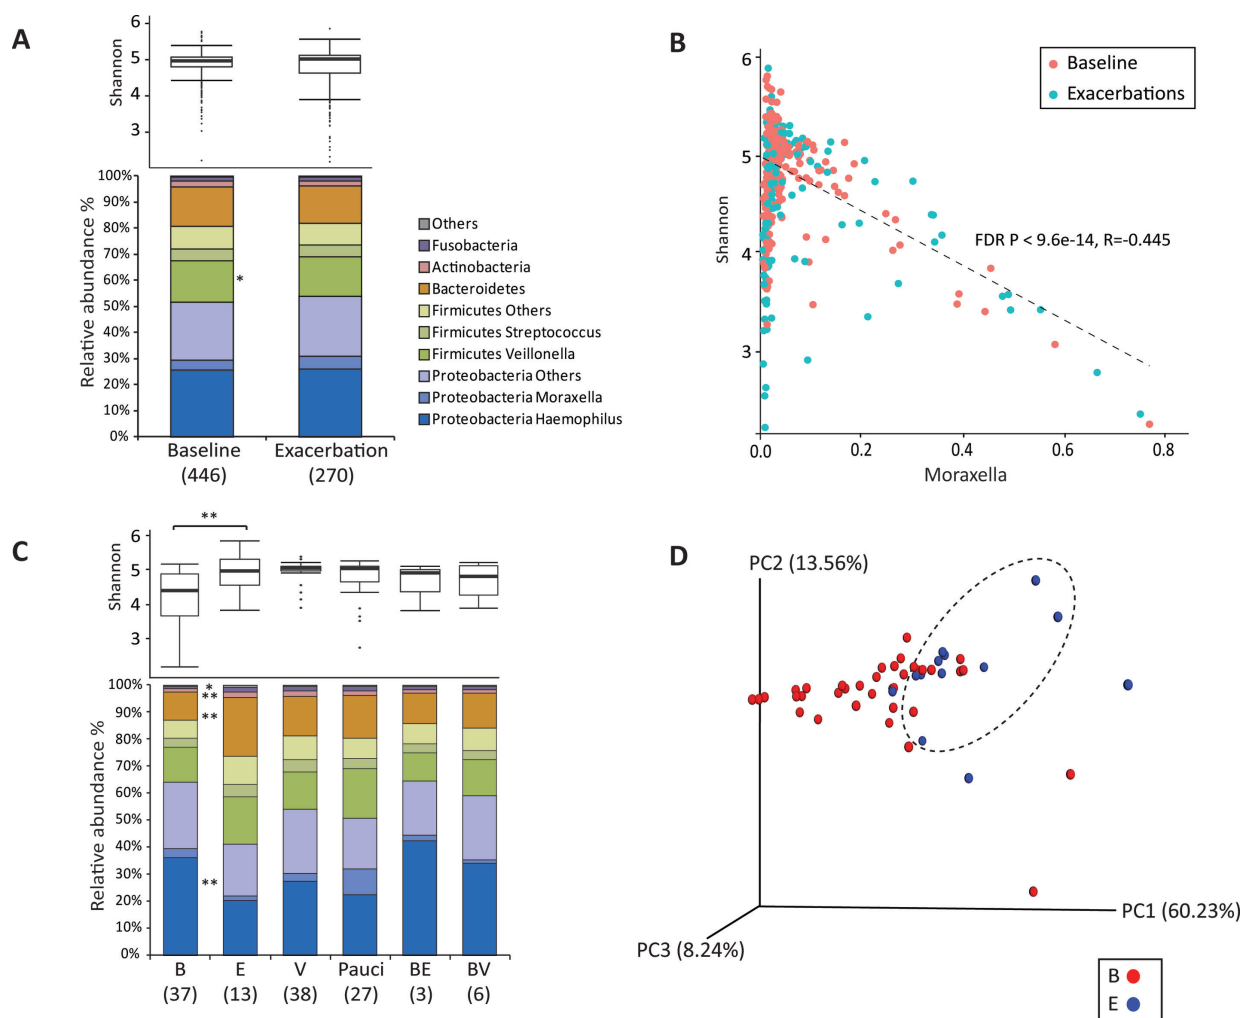 A
Shannon
6
5
4
3
Relative abundance %
100%
90%
80%
70%
60%
50%
40%
30%
20%
10%
0%
*
Baseline
(446)
Exacerbation
(270)
Others
Fusobacteria
Actinobacteria
Bacteroidetes
Firmicutes Others
Firmicutes Streptococcus
Firmicutes Veillonella
Proteobacteria Others
Proteobacteria Moraxella
Proteobacteria Haemophilus
B
Baseline
Exacerbations
Shannon
6
5
4
3
FDR P < 9.6e-14, R=-0.445
0.0 0.2 0.4 0.6 0.8
Moraxella
C
**
Shannon
6
5
4
3
Relative abundance %
100%
90%
80%
70%
60%
50%
40%
30%
20%
10%
0%
*
**
**
**
B E V Pauci BE BV
(37) (13) (38) (27) (3) (6)
D
PC2 (13.56%)
PC1 (60.23%)
PC3 (8.24%)
B
E